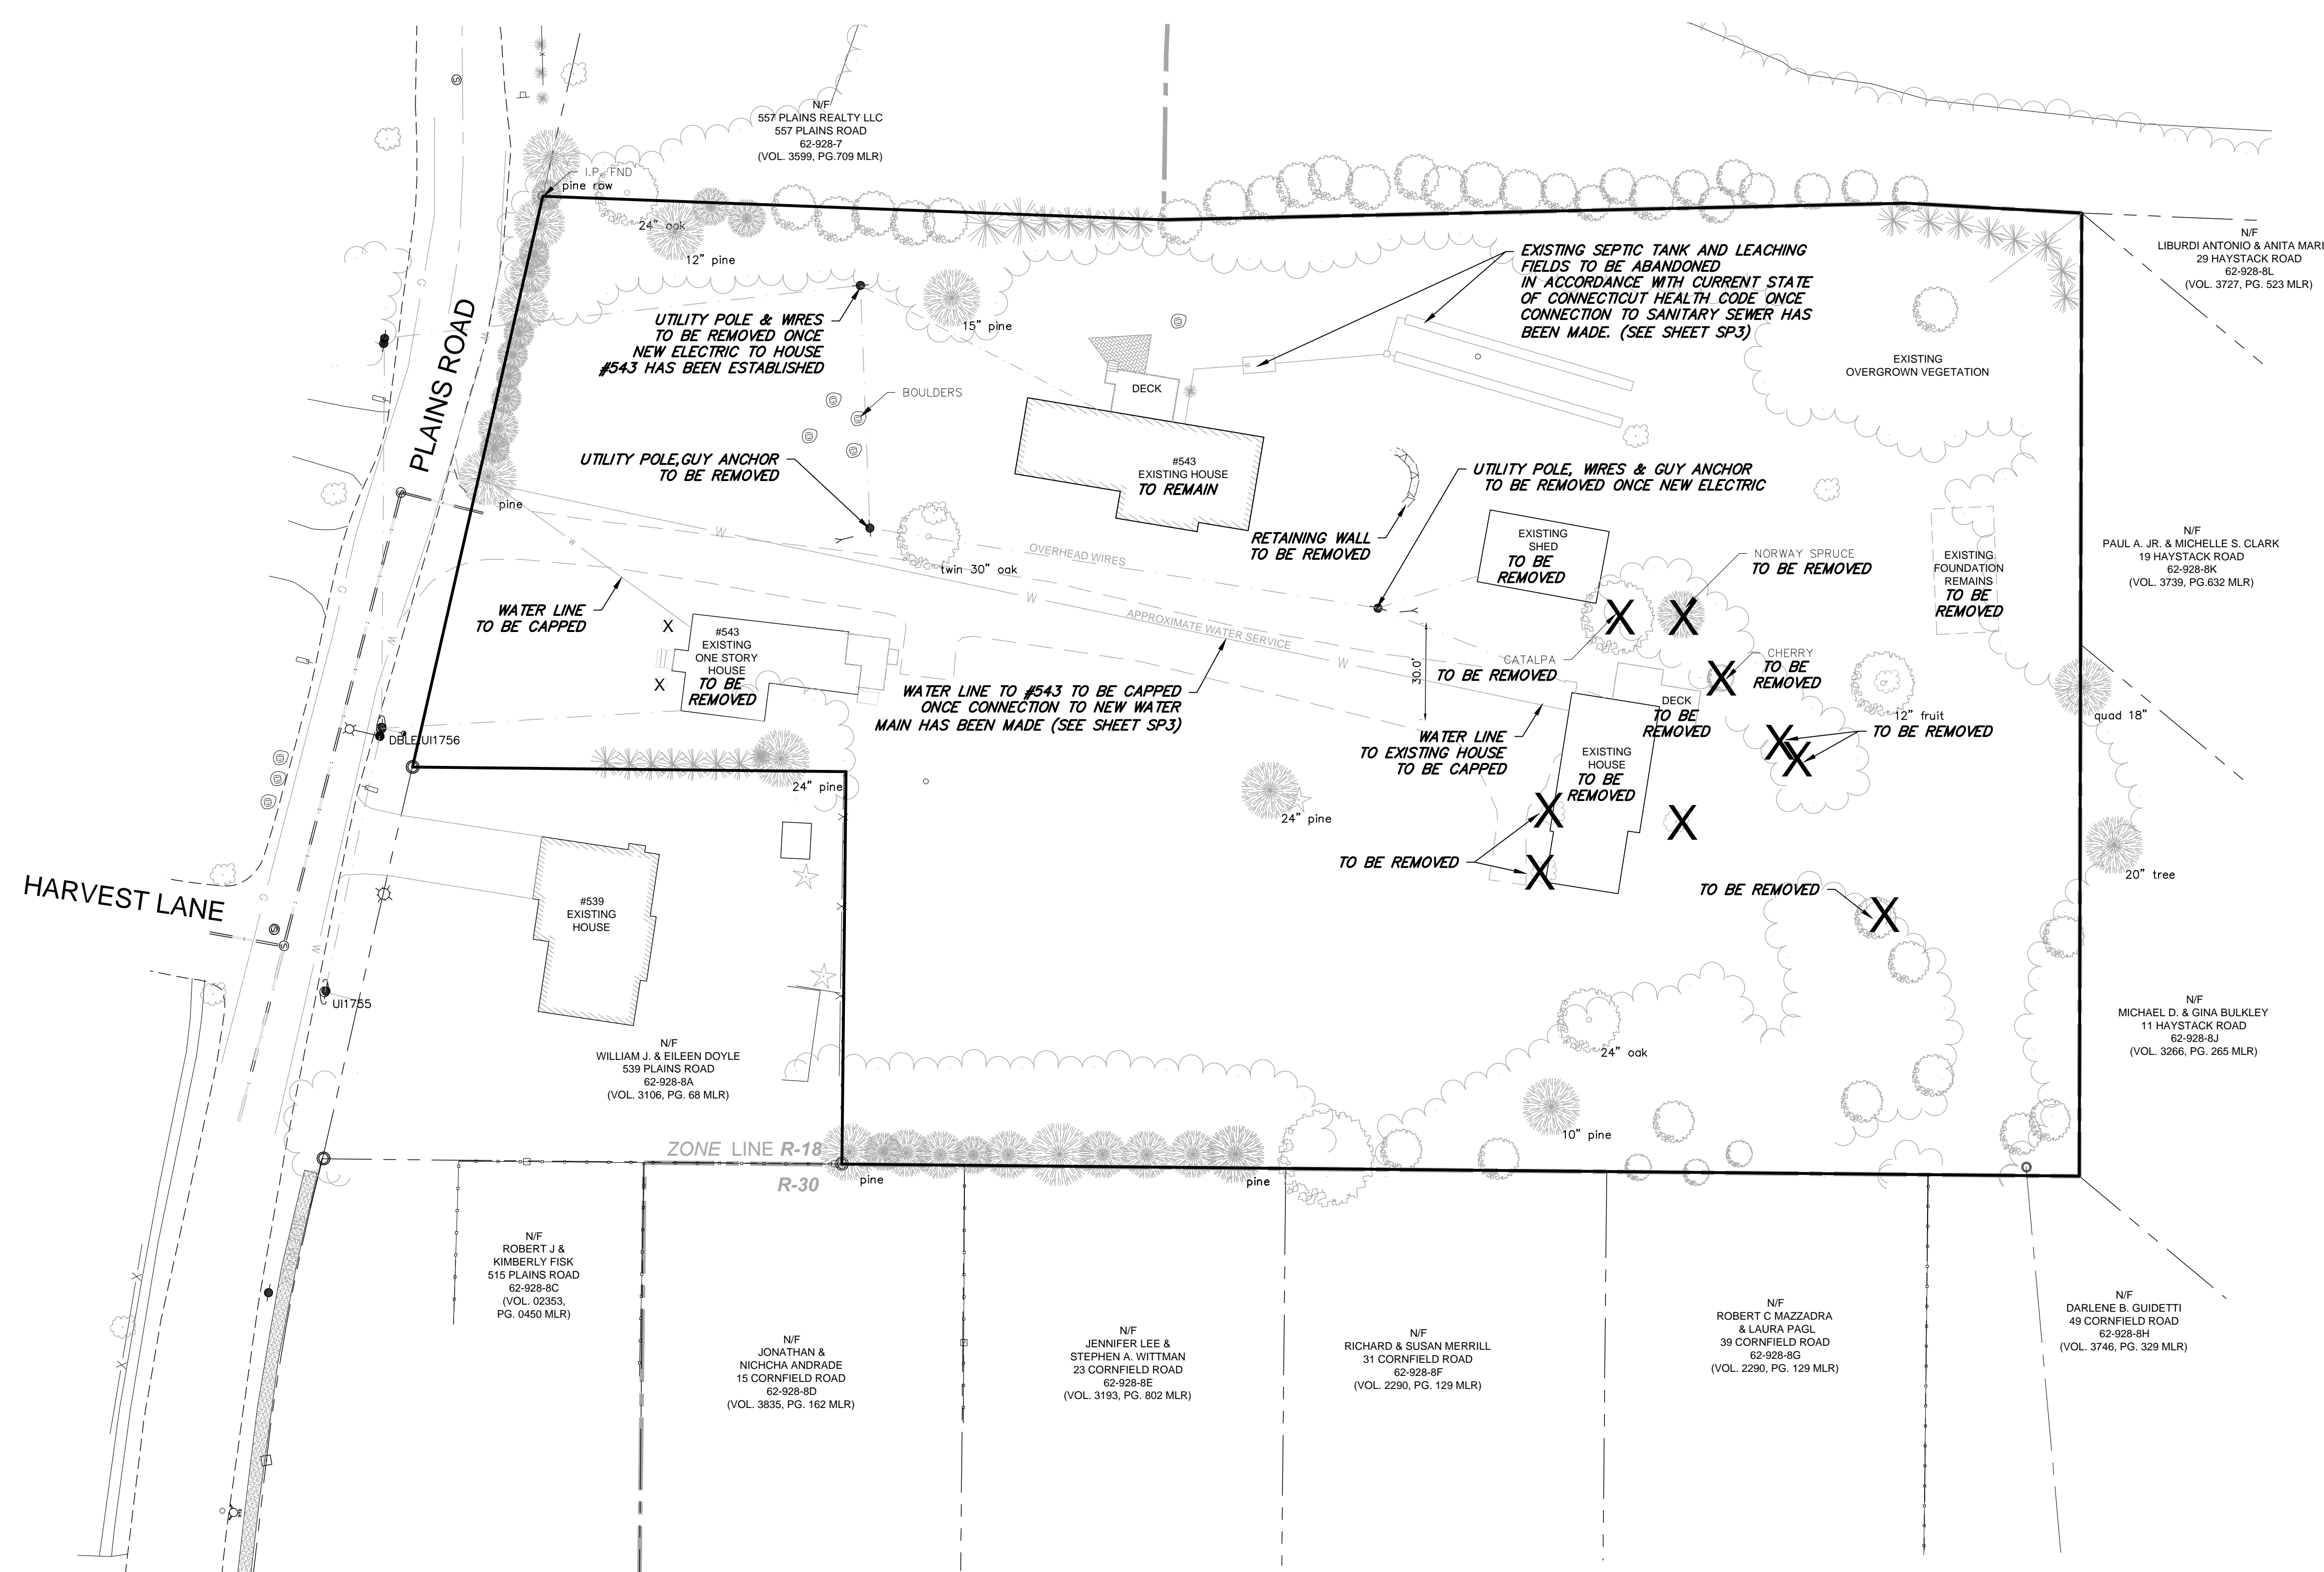 N/F
557 PLAINS REALTY LLC
557 PLAINS ROAD
62-928-7
(VOL. 3599, PG.709 MLR)
I.P. FND
pine row
24" oak
12" pine
15" pine
PLAINS ROAD
UTILITY POLE & WIRES
TO BE REMOVED ONCE
NEW ELECTRIC TO HOUSE
#543 HAS BEEN ESTABLISHED
BOULDERS
UTILITY POLE,GUY ANCHOR
TO BE REMOVED
pine
DECK
#543
EXISTING HOUSE
TO REMAIN
EXISTING SEPTIC TANK AND LEACHING
FIELDS TO BE ABANDONED
IN ACCORDANCE WITH CURRENT STATE
OF CONNECTICUT HEALTH CODE ONCE
CONNECTION TO SANITARY SEWER HAS
BEEN MADE. (SEE SHEET SP3)
EXISTING
OVERGROWN VEGETATION
N/F
LIBURDI ANTONIO & ANITA MARI
29 HAYSTACK ROAD
62-928-8L
(VOL. 3727, PG. 523 MLR)
UTILITY POLE, WIRES & GUY ANCHOR
TO BE REMOVED ONCE NEW ELECTRIC
RETAINING WALL
TO BE REMOVED
EXISTING
SHED
TO BE
REMOVED
NORWAY SPRUCE
TO BE REMOVED
EXISTING
FOUNDATION
REMAINS
TO BE
REMOVED
N/F
PAUL A. JR. & MICHELLE S. CLARK
19 HAYSTACK ROAD
62-928-8K
(VOL. 3739, PG.632 MLR)
twin 30" oak
OVERHEAD WIRES
APPROXIMATE WATER SERVICE
WATER LINE
TO BE CAPPED
#543
EXISTING
ONE STORY
HOUSE
TO BE
REMOVED
WATER LINE TO #543 TO BE CAPPED
ONCE CONNECTION TO NEW WATER
MAIN HAS BEEN MADE (SEE SHEET SP3)
30.0'
CATALPA
TO BE REMOVED
CHERRY
TO BE
REMOVED
DECK
TO BE
REMOVED
12" fruit
TO BE REMOVED
quad 18"
WATER LINE
TO EXISTING HOUSE
TO BE CAPPED
EXISTING
HOUSE
TO BE
REMOVED
DBLE UI1756
24" pine
24" pine
TO BE REMOVED
TO BE REMOVED
20" tree
HARVEST LANE
#539
EXISTING
HOUSE
UI1755
N/F
WILLIAM J. & EILEEN DOYLE
539 PLAINS ROAD
62-928-8A
(VOL. 3106, PG. 68 MLR)
24" oak
10" pine
N/F
MICHAEL D. & GINA BULKLEY
11 HAYSTACK ROAD
62-928-8J
(VOL. 3266, PG. 265 MLR)
ZONE LINE R-18
R-30
pine
pine
N/F
ROBERT J &
KIMBERLY FISK
515 PLAINS ROAD
62-928-8C
(VOL. 02353,
PG. 0450 MLR)
N/F
JONATHAN &
NICHCHA ANDRADE
15 CORNFIELD ROAD
62-928-8D
(VOL. 3835, PG. 162 MLR)
N/F
JENNIFER LEE &
STEPHEN A. WITTMAN
23 CORNFIELD ROAD
62-928-8E
(VOL. 3193, PG. 802 MLR)
N/F
RICHARD & SUSAN MERRILL
31 CORNFIELD ROAD
62-928-8F
(VOL. 2290, PG. 129 MLR)
N/F
ROBERT C MAZZADRA
& LAURA PAGL
39 CORNFIELD ROAD
62-928-8G
(VOL. 2290, PG. 129 MLR)
N/F
DARLENE B. GUIDETTI
49 CORNFIELD ROAD
62-928-8H
(VOL. 3746, PG. 329 MLR)